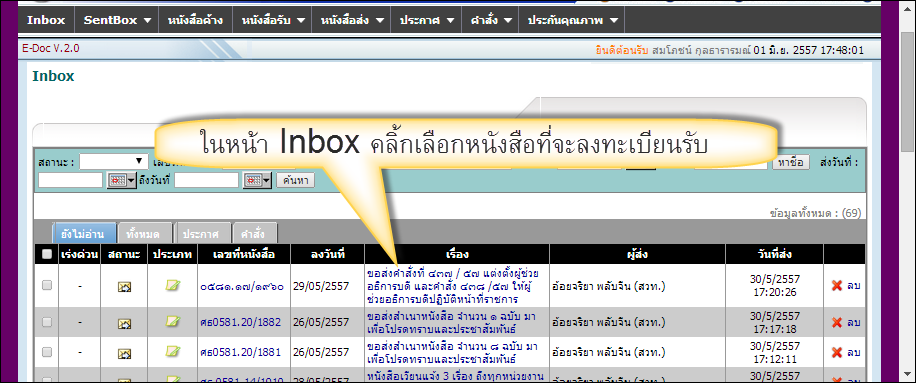 Inbox SentBox หนังสือค้าง หนังสือรับ หนังสือส่ง ประกาศ คำสั่ง ประกันคุณภาพ
E-Doc V.2.0 ยินดีต้อนรับ สมโภชน์ กุลธารารมณ์ 01 มิ.ย. 2557 17:48:01
Inbox
ในหน้า Inbox คลิ้กเลือกหนังสือที่จะลงทะเบียนรับ
สถานะ : หาชื่อ ส่งวันที่ :
ถึงวันที่ ค้นหา
ข้อมูลทั้งหมด : (69)
ยังไม่อ่าน ทั้งหมด ประกาศ คำสั่ง
เร่งด่วน สถานะ ประเภท เลขที่หนังสือ ลงวันที่ เรื่อง ผู้ส่ง วันที่ส่ง
ขอส่งคำสั่งที่ ๔๓๗ / ๕๗ แต่งตั้งผู้ช่วย
- ๐๕๘๑.๑๗/๑๙๖๐ 29/05/2557 อธิการบดี และคำสั่ง ๔๓๘ /๕๗ ให้ผู้ อ้อยจริยา พลับจีน (สวท.) 30/5/2557 ลบ
ช่วยอธิการบดีปฏิบัติหน้าที่ราชการ 17:20:26
- ศธ0581.20/1882 26/05/2557 ขอส่งสำเนาหนังสือ จำนวน ๑ ฉบับ มา อ้อยจริยา พลับจีน (สวท.) 30/5/2557 ลบ
เพื่อโปรดทราบและประชาสัมพันธ์ 17:17:18
- ศธ0581.20/1881 26/05/2557 ขอส่งสำเนาหนังสือ จำนวน ๘ ฉบับ มา อ้อยจริยา พลับจีน (สวท.) 30/5/2557 ลบ
เพื่อโปรดทราบและประชาสัมพันธ์ 17:12:11
หนังสือเวียนแจ้ง 3 เรื่อง ถึงทุกหน่วยงาน 30/5/2557